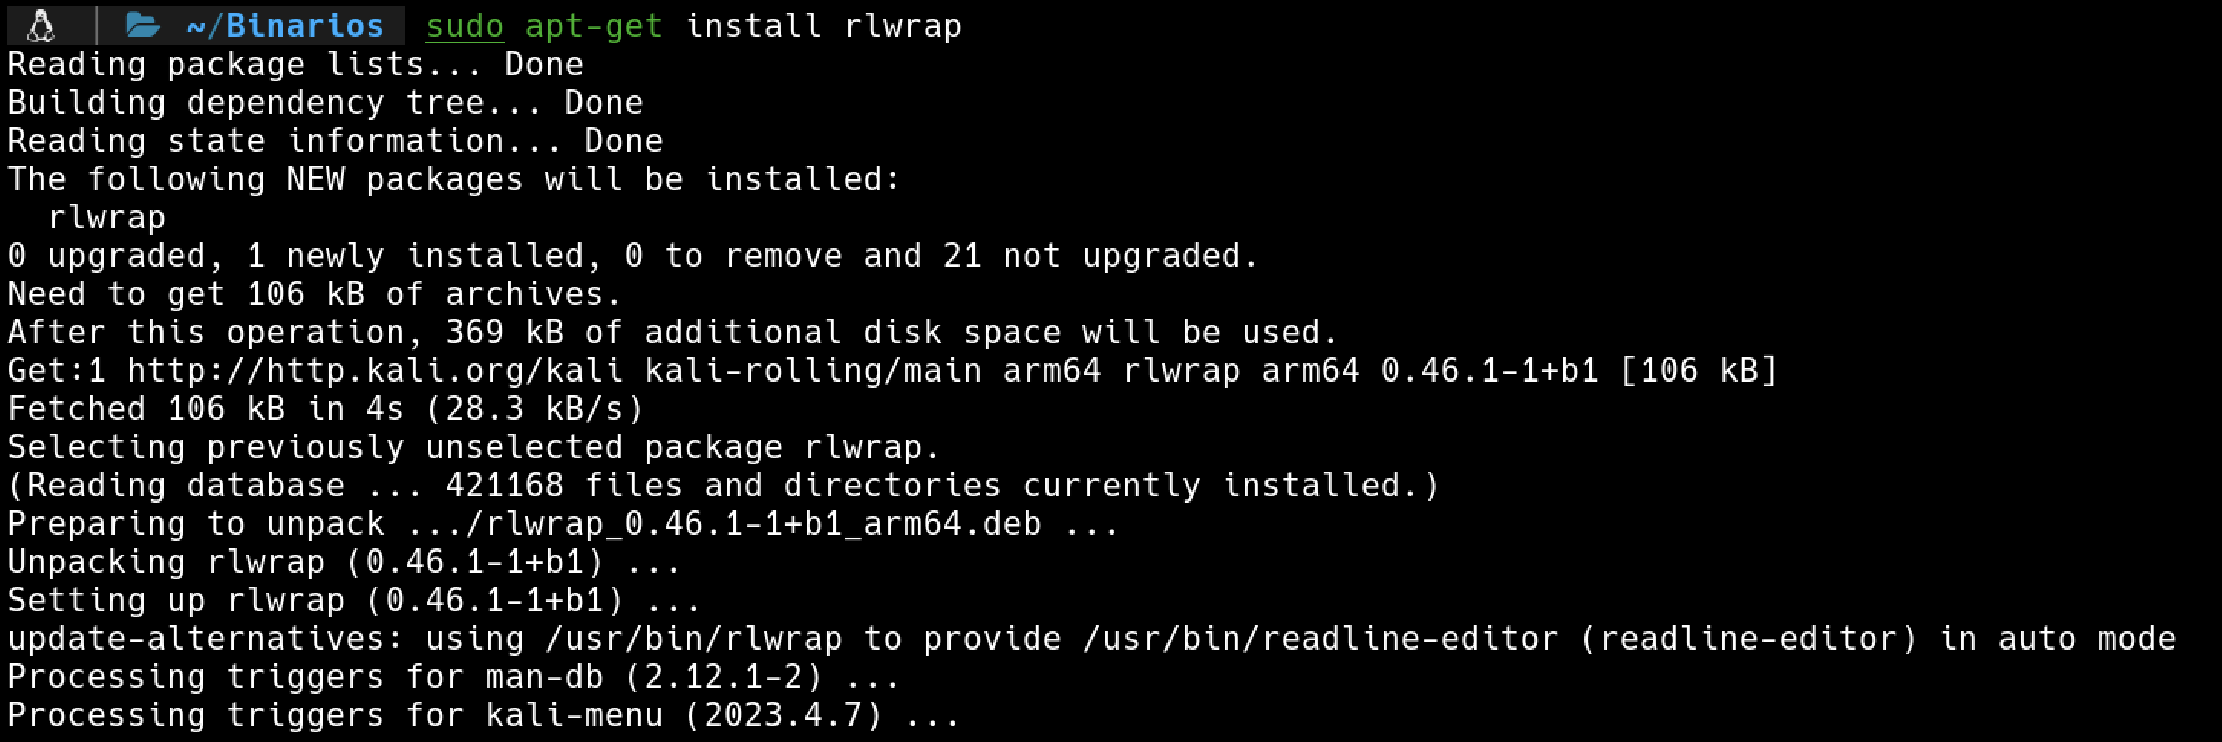 ~/Binarios sudo apt-get install rlwrap
Reading package lists... Done
Building dependency tree... Done
Reading state information... Done
The following NEW packages will be installed:
  rlwrap
0 upgraded, 1 newly installed, 0 to remove and 21 not upgraded.
Need to get 106 kB of archives.
After this operation, 369 kB of additional disk space will be used.
Get:1 http://http.kali.org/kali kali-rolling/main arm64 rlwrap arm64 0.46.1-1+b1 [106 kB]
Fetched 106 kB in 4s (28.3 kB/s)
Selecting previously unselected package rlwrap.
(Reading database ... 421168 files and directories currently installed.)
Preparing to unpack .../rlwrap_0.46.1-1+b1_arm64.deb ...
Unpacking rlwrap (0.46.1-1+b1) ...
Setting up rlwrap (0.46.1-1+b1) ...
update-alternatives: using /usr/bin/rlwrap to provide /usr/bin/readline-editor (readline-editor) in auto mode
Processing triggers for man-db (2.12.1-2) ...
Processing triggers for kali-menu (2023.4.7) ...